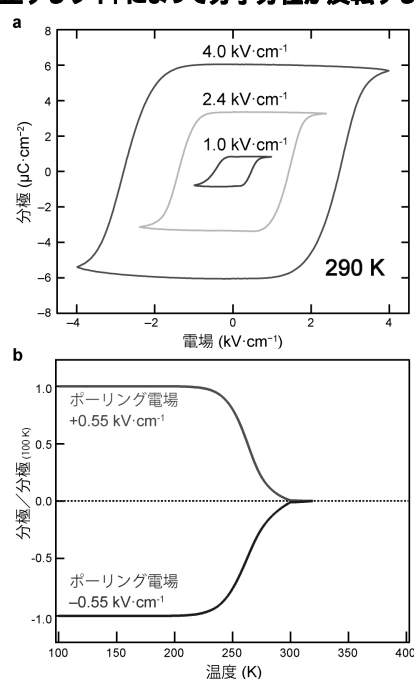 a
8
4.0 kV·cm⁻¹
6
4
2.4 kV·cm⁻¹
2
1.0 kV·cm⁻¹
0
分極 (μC·cm⁻²)
−2
−4
−6
290 K
−8
−4
−2
0
2
4
電場 (kV·cm⁻¹)
b
1.0
ポーリング電場
+0.55 kV·cm⁻¹
0.5
分極／分極 (100 K)
0.0
-0.5
ポーリング電場
−0.55 kV·cm⁻¹
-1.0
100
150
200
250
300
350
400
温度 (K)